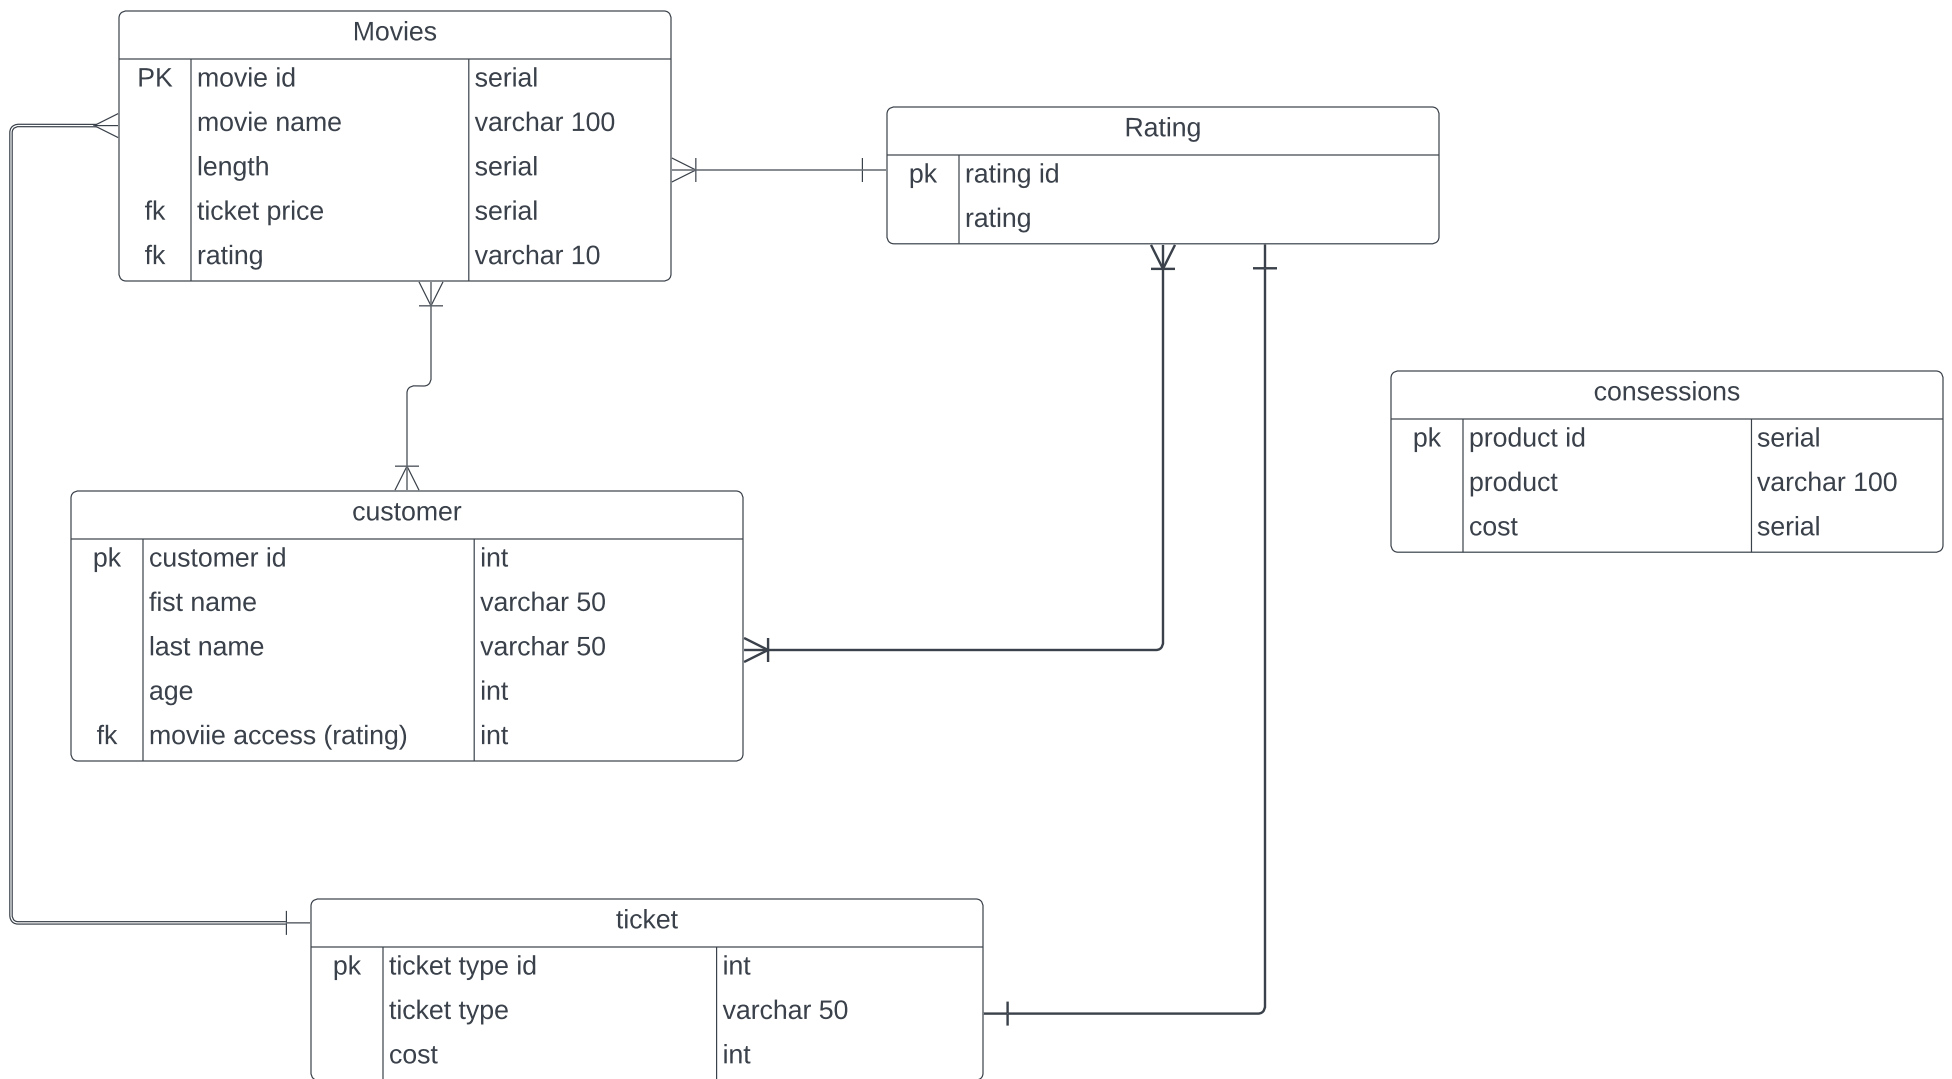 Movies
PK movie id serial
movie name varchar 100
length serial
fk ticket price serial
fk rating varchar 10
Rating
pk rating id
rating
consessions
pk product id serial
product varchar 100
cost serial
customer
pk customer id int
fist name varchar 50
last name varchar 50
age int
fk moviie access (rating) int
ticket
pk ticket type id int
ticket type varchar 50
cost int